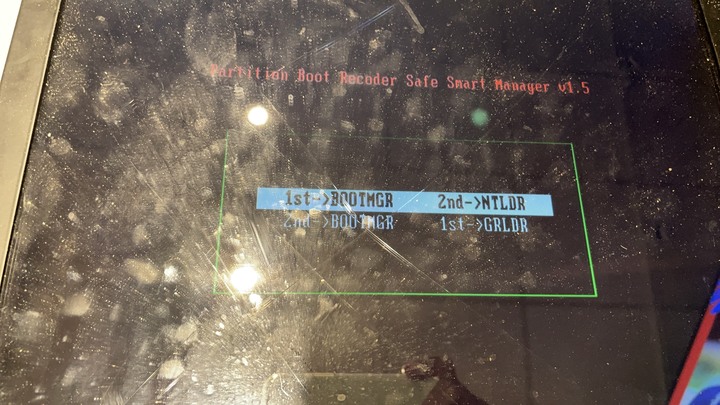 Partition Boot Recoder Safe Smart Manager v1.5
1st->BOOTMGR 2nd->NTLDR
2nd->BOOTMGR 1st->GRLDR